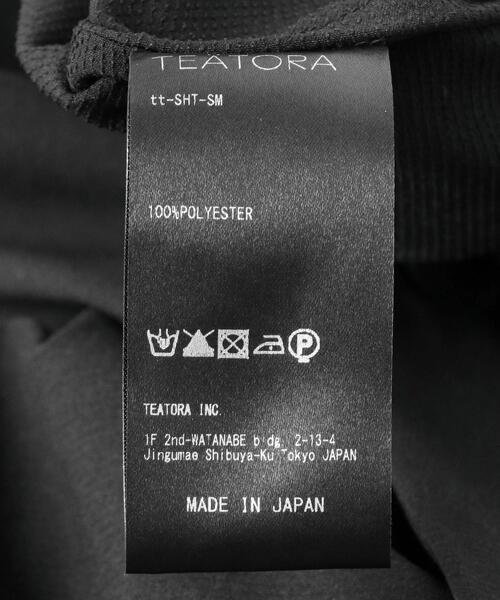 TEATORA
tt-SHT-SM
100%POLYESTER
P
TEATORA INC.
1F 2nd-WATANABE bldg. 2-13-4
Jingumae Shibuya-Ku Tokyo JAPAN
MADE IN JAPAN